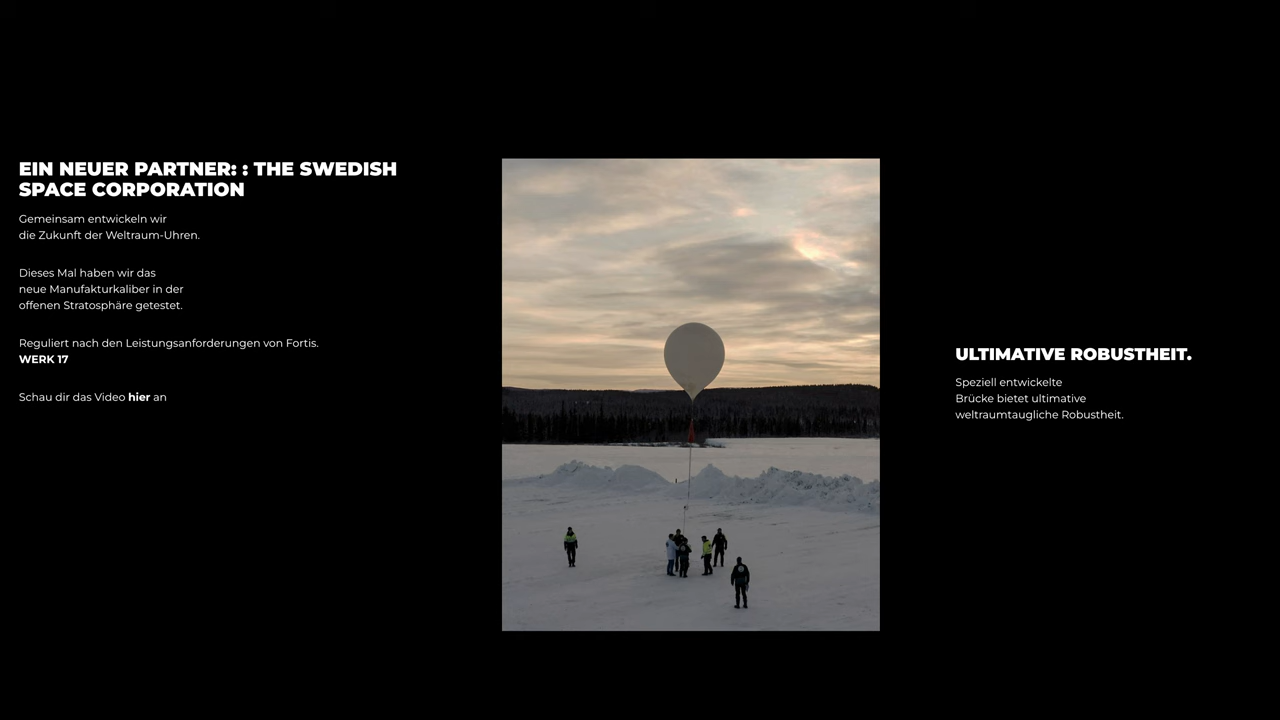 EIN NEUER PARTNER: : THE SWEDISH
SPACE CORPORATION
Gemeinsam entwickeln wir
die Zukunft der Weltraum-Uhren.
Dieses Mal haben wir das
neue Manufakturkaliber in der
offenen Stratosphäre getestet.
Reguliert nach den Leistungsanforderungen von Fortis.
WERK 17
Schau dir das Video hier an
ULTIMATIVE ROBUSTHEIT.
Speziell entwickelte
Brücke bietet ultimative
weltraumtaugliche Robustheit.